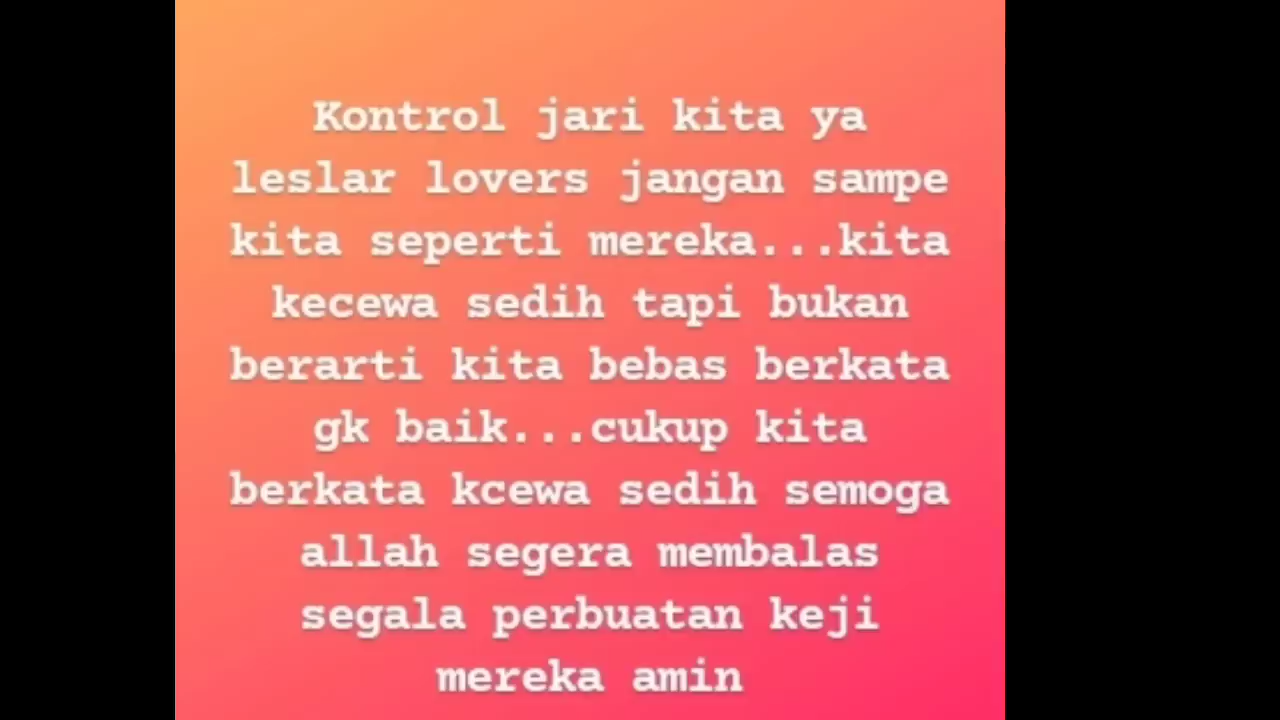 Kontrol jari kita ya
leslar lovers jangan sampe
kita seperti mereka...kita
kecewa sedih tapi bukan
berarti kita bebas berkata
gk baik...cukup kita
berkata kcewa sedih semoga
allah segera membalas
segala perbuatan keji
mereka amin